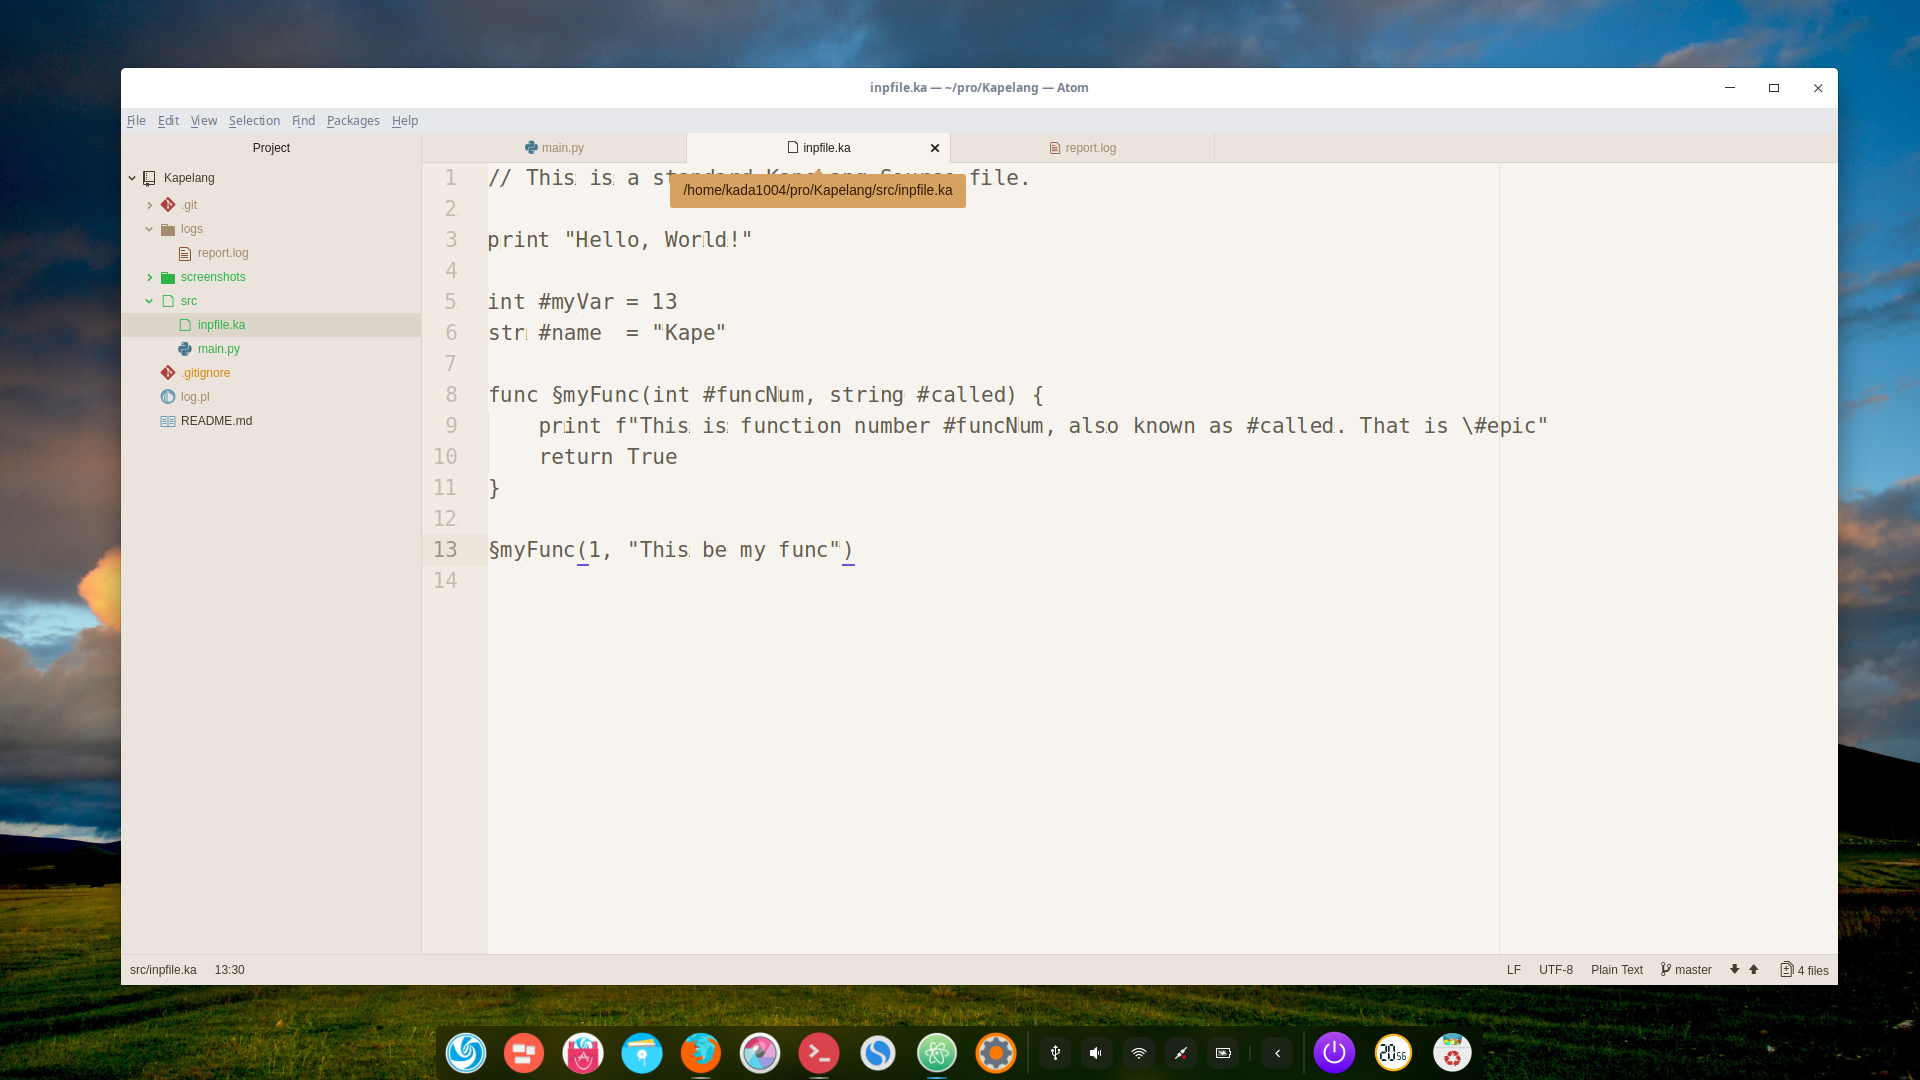 inpfile.ka — ~/pro/Kapelang — Atom
File Edit View Selection Find Packages Help
Project
main.py
inpfile.ka
report.log
/home/kada1004/pro/Kapelang/src/inpfile.ka
Kapelang
.git
logs
report.log
screenshots
src
inpfile.ka
main.py
.gitignore
log.pl
README.md
1 // This is a standard Kapelang Source file.
2
3 print "Hello, World!"
4
5 int #myVar = 13
6 str #name  = "Kape"
7
8 func §myFunc(int #funcNum, string #called) {
9     print f"This is function number #funcNum, also known as #called. That is \#epic"
10     return True
11 }
12
13 §myFunc(1, "This be my func")
14
src/inpfile.ka 13:30
LF UTF-8 Plain Text master 4 files
20 56